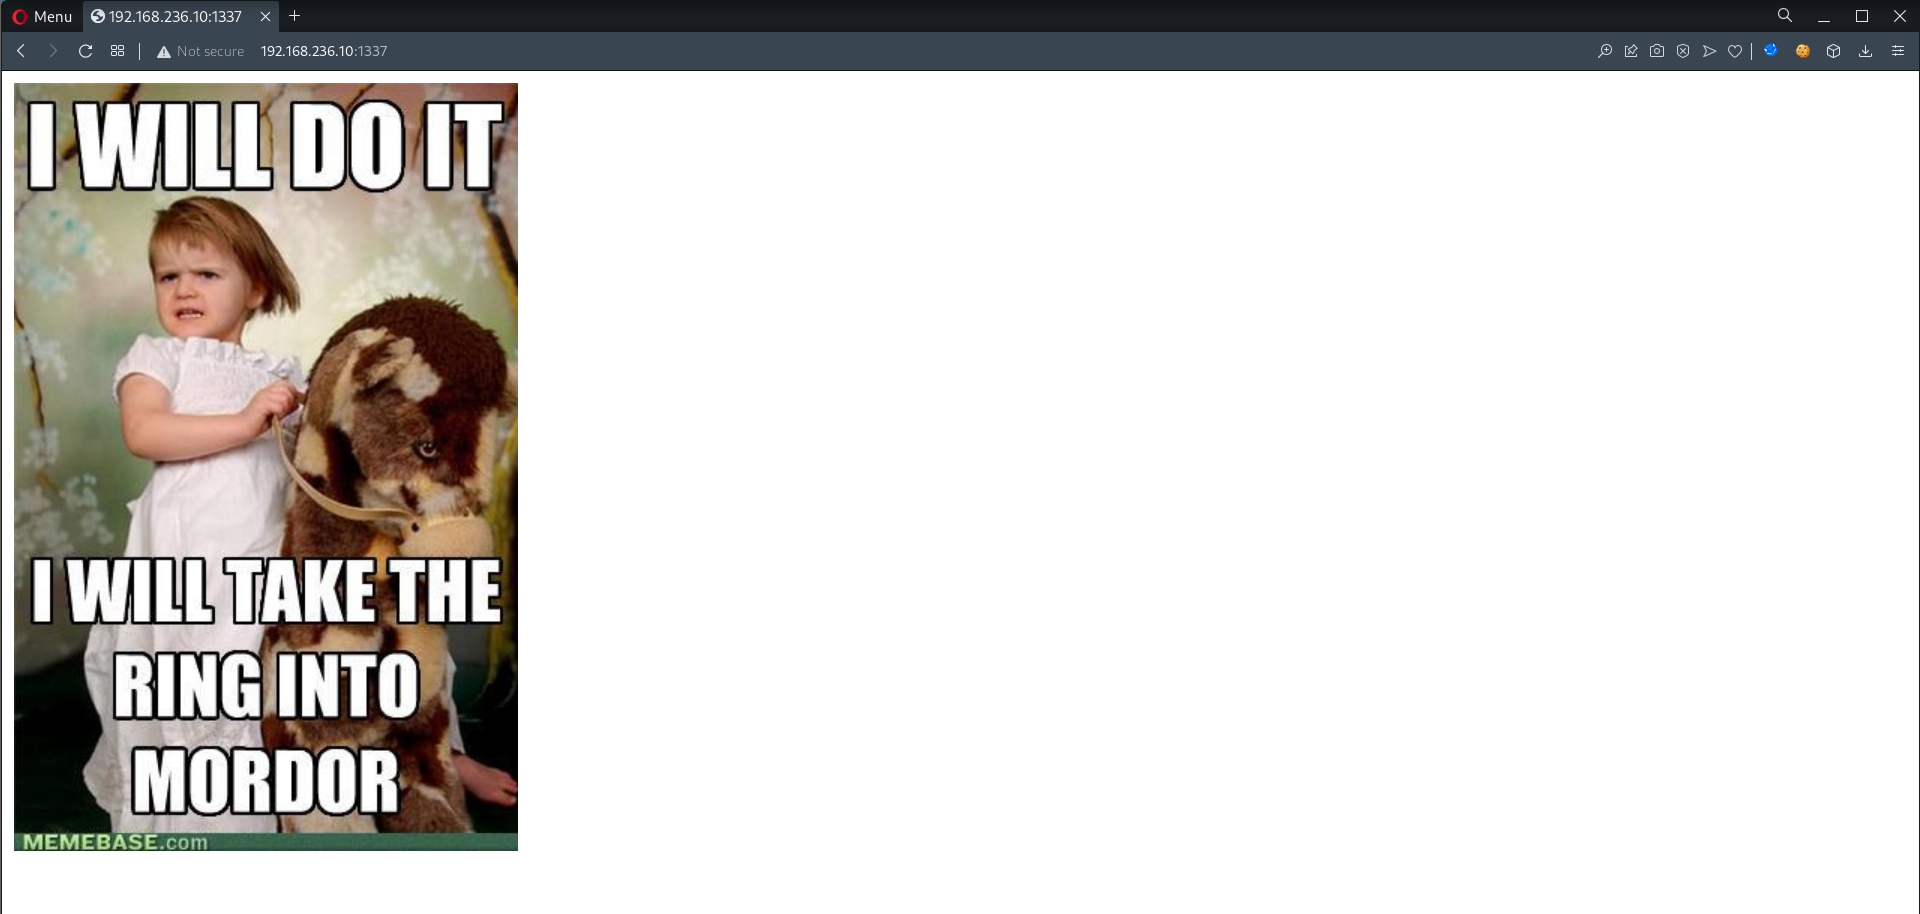 Menu
192.168.236.10:1337
Not secure
192.168.236.10:1337
I WILL DO IT
I WILL TAKE THE
RING INTO
MORDOR
MEMEBASE.com